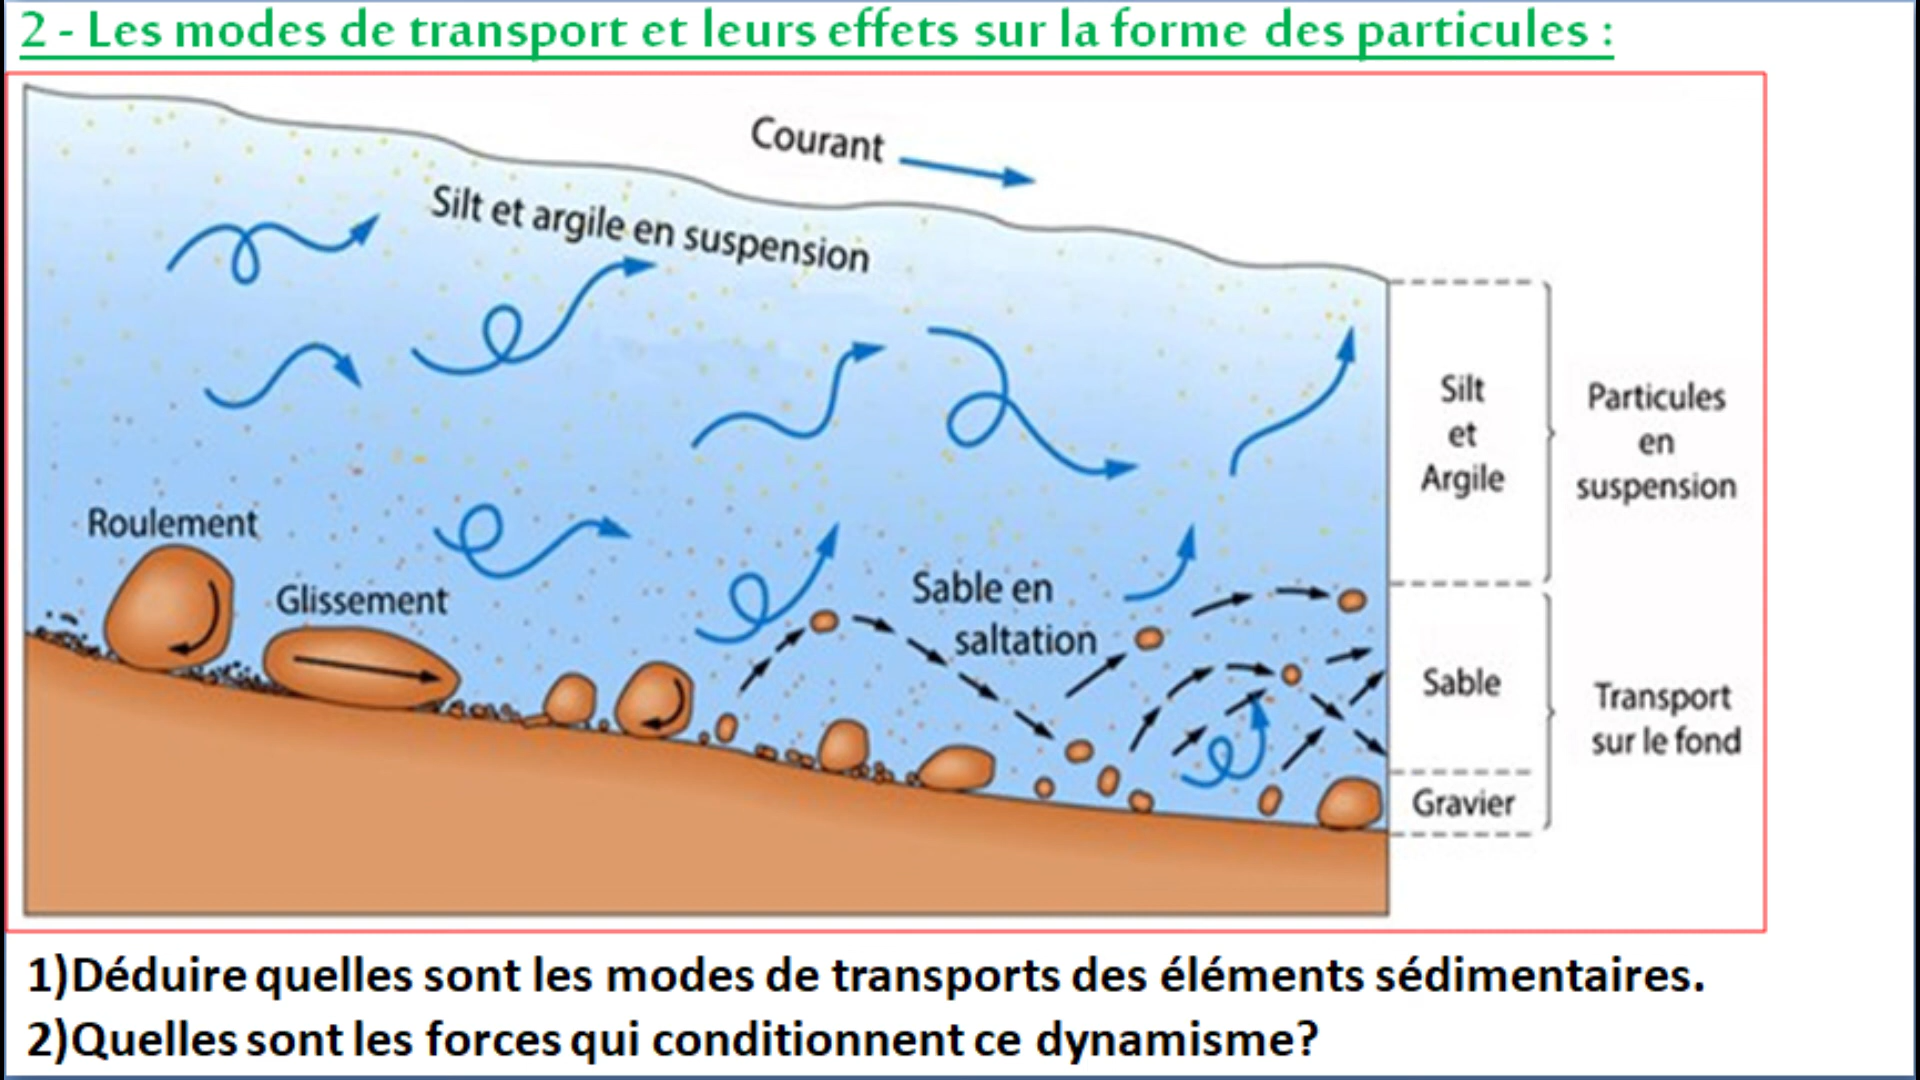 2 - Les modes de transport et leurs effets sur la forme des particules :
Courant
Silt et argile en suspension
Roulement
Glissement
Sable en
saltation
Silt
et
Argile
Particules
en
suspension
Sable
Transport
sur le fond
Gravier
1)Déduire quelles sont les modes de transports des éléments sédimentaires.
2)Quelles sont les forces qui conditionnent ce dynamisme?